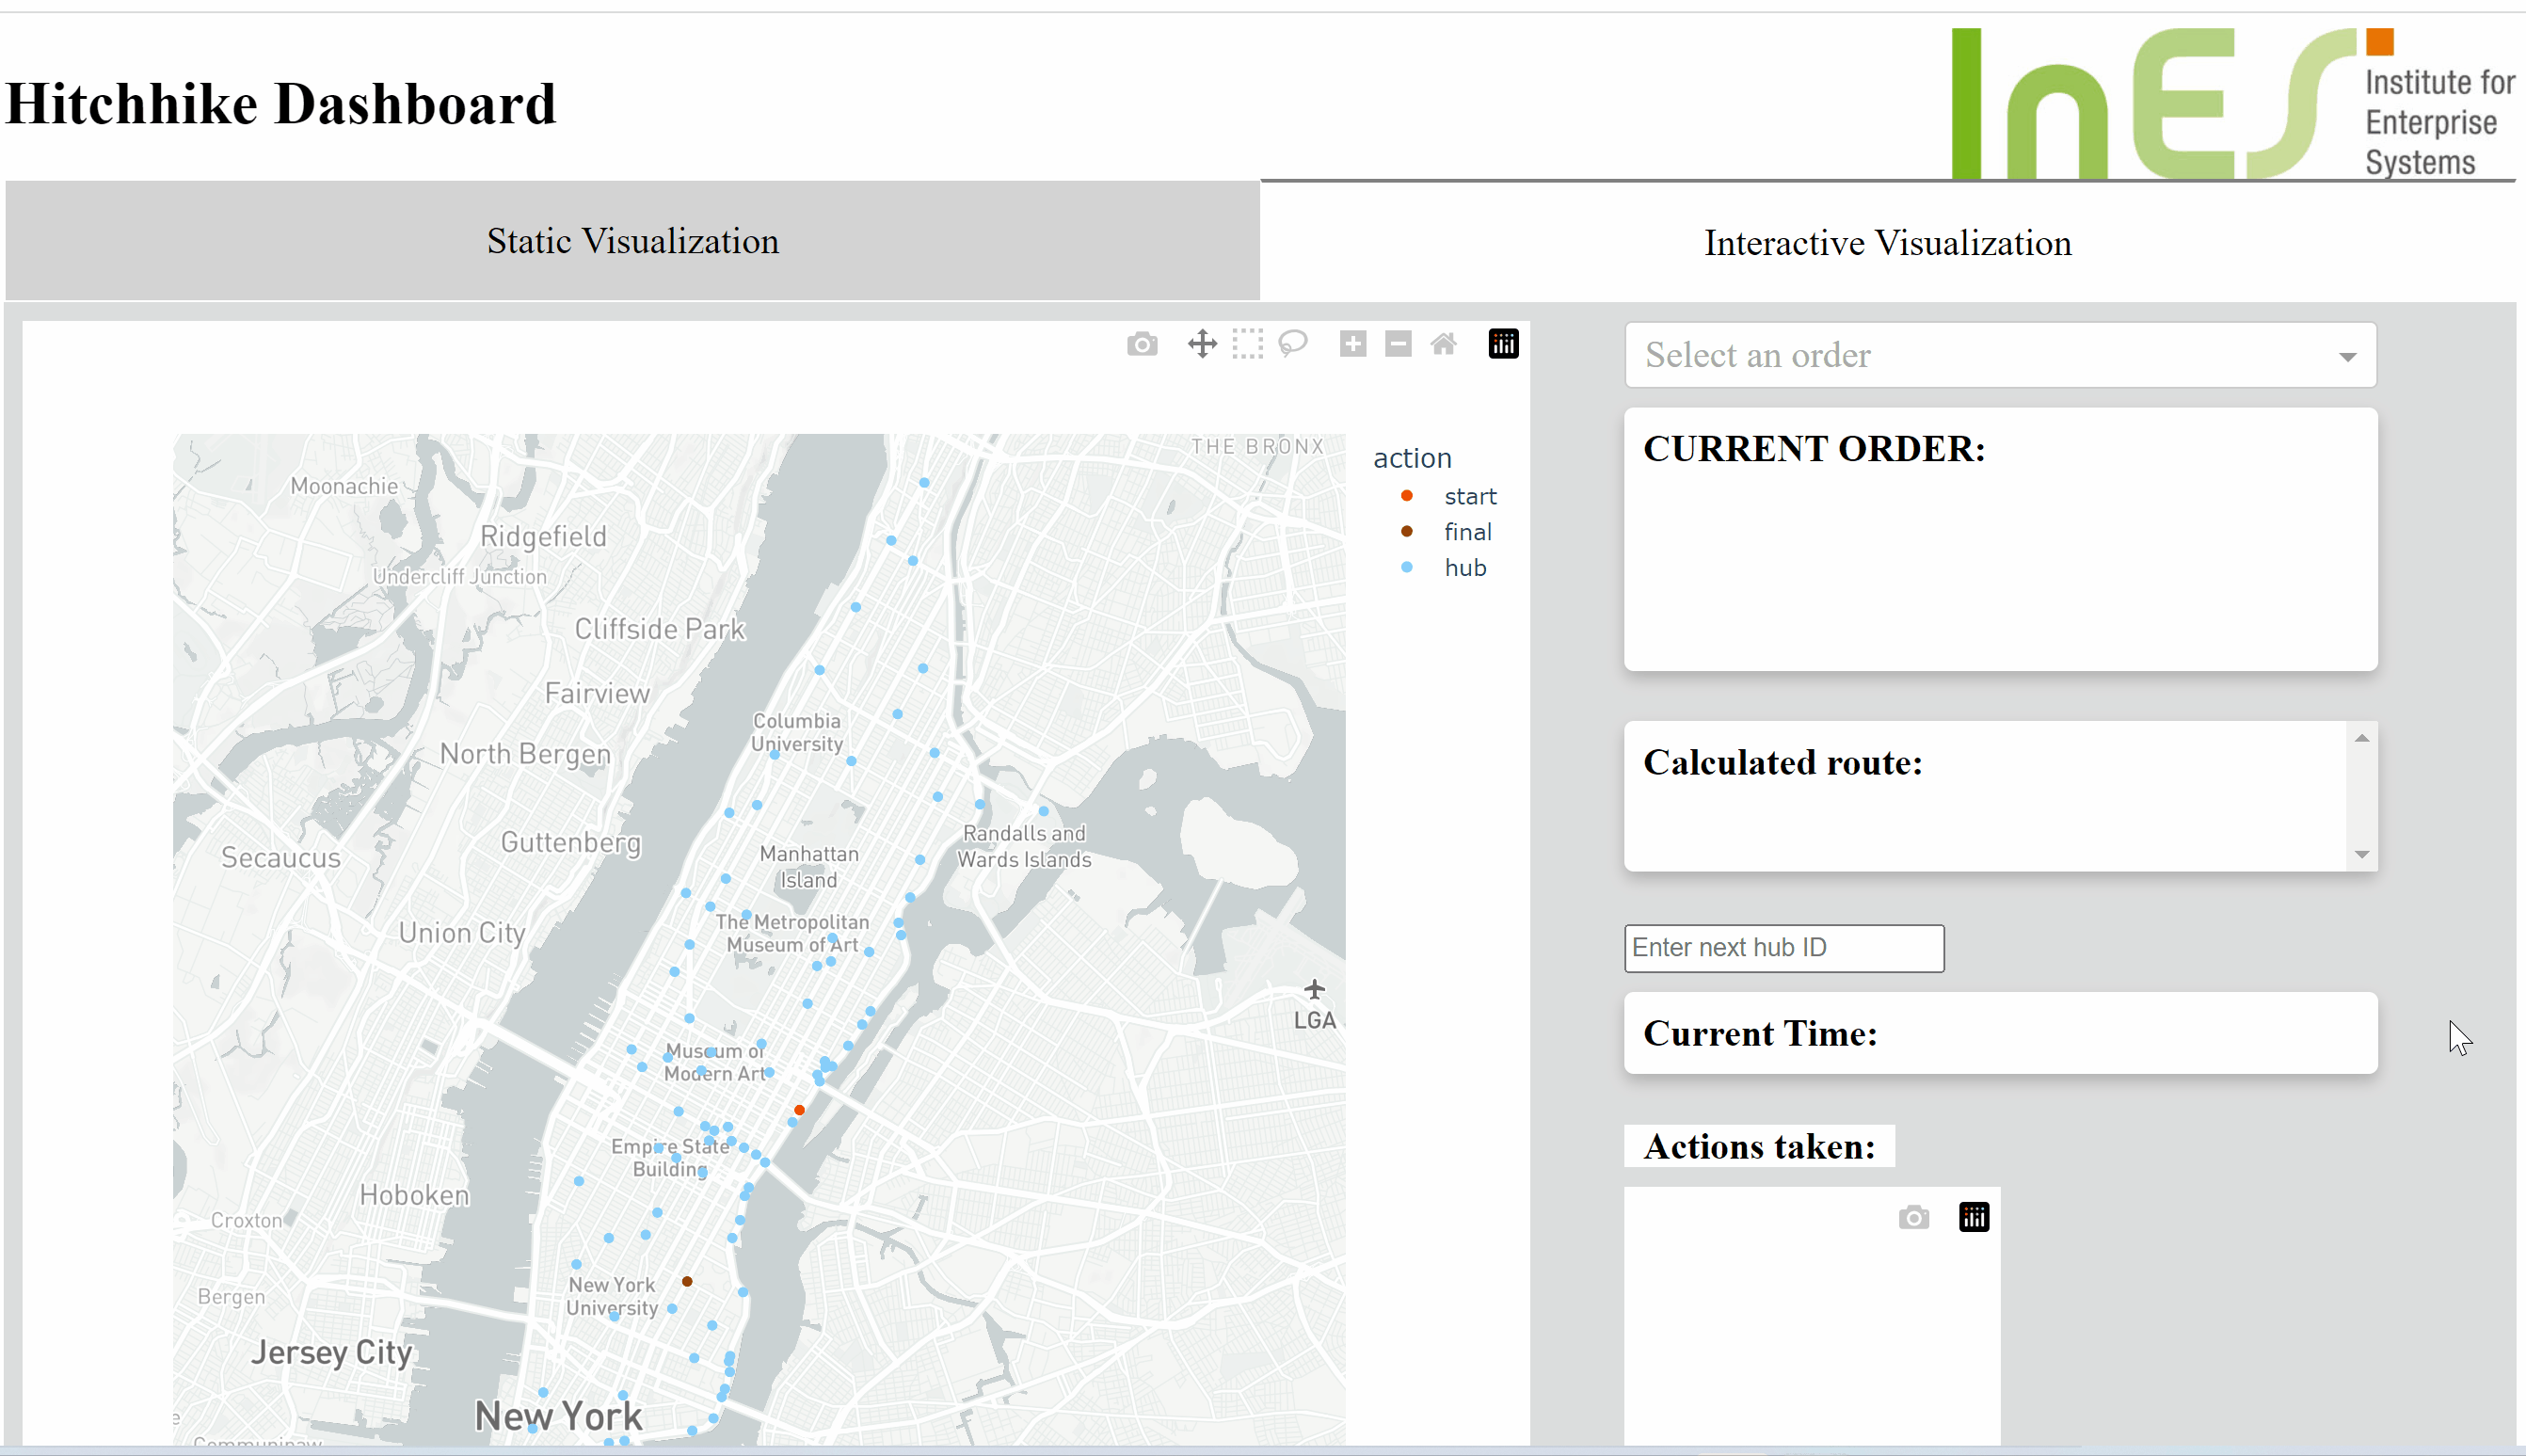 Hitchhike Dashboard
InES
Institute for
Enterprise
Systems
Static Visualization
Interactive Visualization
action
start
final
hub
THE BRONX
Moonachie
Ridgefield
Undercliff Junction
Cliffside Park
Fairview
Columbia
University
North Bergen
Randalls and
Wards Islands
Guttenberg
Manhattan
Island
Secaucus
The Metropolitan
Museum of Art
Union City
LGA
Museum of
Modern Art
Empire State
Building
Hoboken
Croxton
New York
University
Bergen
Jersey City
New York
e
Communipaw
Select an order
CURRENT ORDER:
Calculated route:
Enter next hub ID
Current Time:
Actions taken: